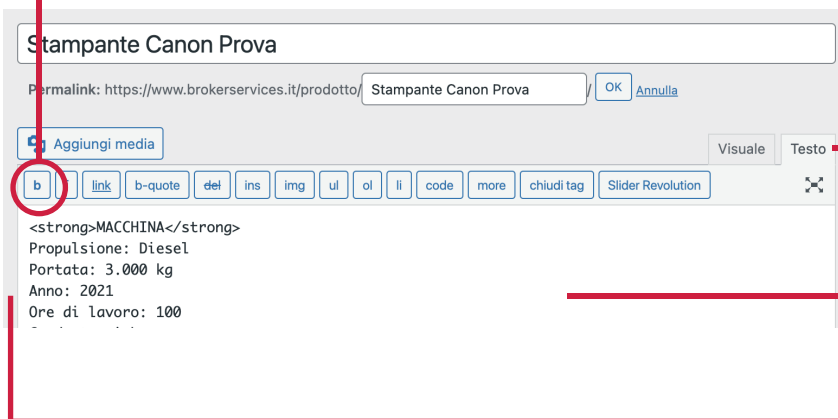 Stampante Canon Prova
Permalink: https://www.brokerservices.it/prodotto/ Stampante Canon Prova / OK Annulla
Aggiungi media
Visuale Testo
b link b-quote del ins img ul ol li code more chiudi tag Slider Revolution
<strong>MACCHINA</strong>
Propulsione: Diesel
Portata: 3.000 kg
Anno: 2021
Ore di lavoro: 100